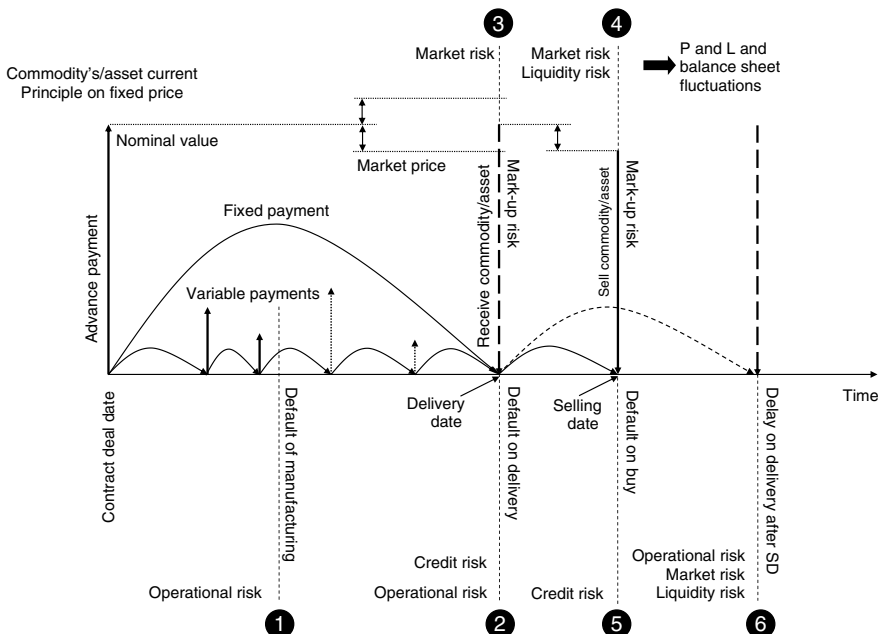 3
4
Market risk
Market risk
Liquidity risk
P and L and
balance sheet
fluctuations
Commodity's/asset current
Principle on fixed price
Nominal value
Market price
Advance payment
Fixed payment
Variable payments
Receive commodity/asset
Mark-up risk
Sell commodity/asset
Mark-up risk
Time
Contract deal date
Default of manufacturing
Delivery
date
Default on delivery
Selling
date
Default on buy
Delay on delivery after SD
Operational risk
Credit risk
Operational risk
Credit risk
Operational risk
Market risk
Liquidity risk
1
2
5
6